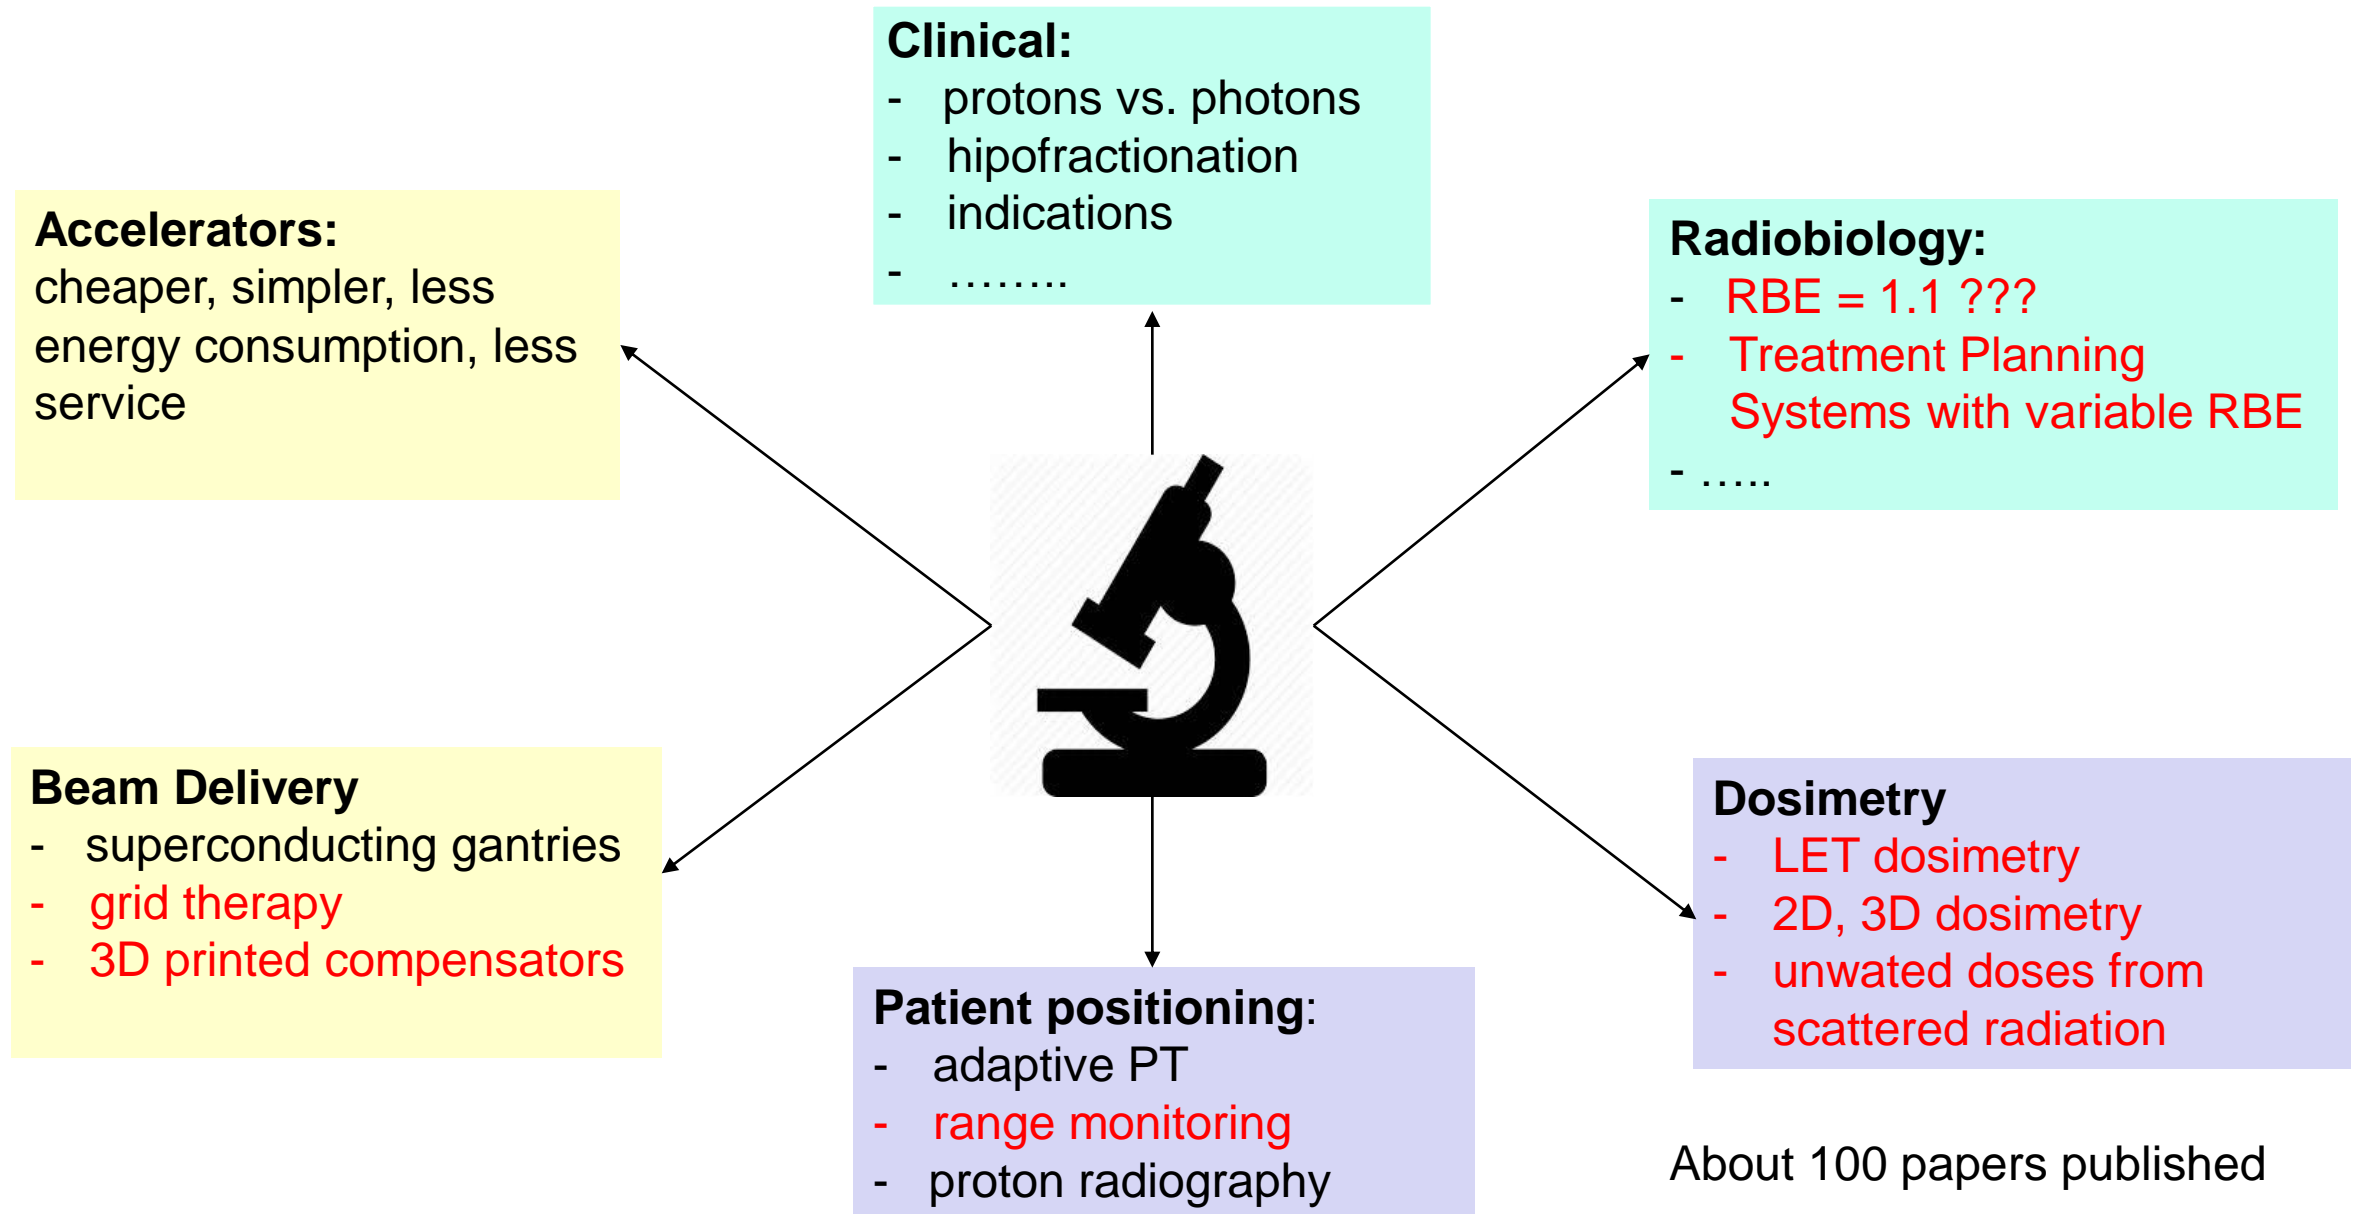 Clinical:
- protons vs. photons
- hipofractionation
- indications
- ……..
Accelerators:
cheaper, simpler, less
energy consumption, less
service
Radiobiology:
- RBE = 1.1 ???
- Treatment Planning
Systems with variable RBE
- …..
Beam Delivery
- superconducting gantries
- grid therapy
- 3D printed compensators
Patient positioning:
- adaptive PT
- range monitoring
- proton radiography
Dosimetry
- LET dosimetry
- 2D, 3D dosimetry
- unwated doses from
scattered radiation
About 100 papers published